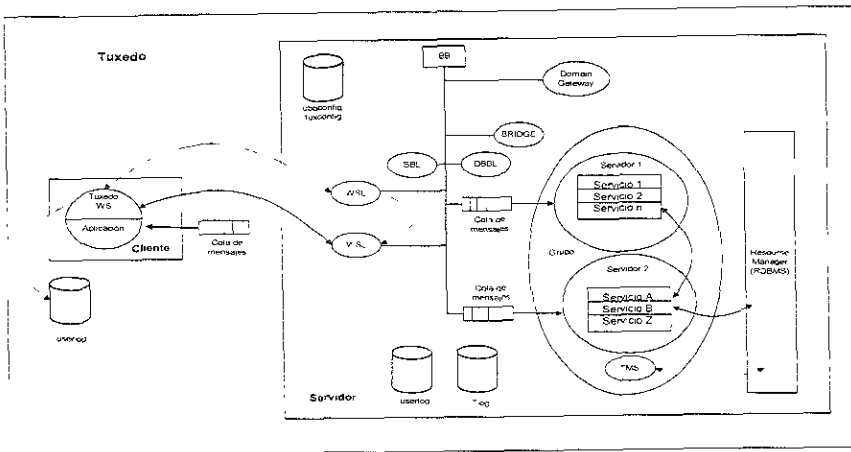 Tuxedo
BB
Domain
Gateway
ubbconfig
tuxconfig
BRIDGE
SBL
DBBL
Servidor 1
Servicio 1
Servicio 2
Servicio n
WSL
Cola de
mensajes
Tuxedo
WS
Aplicación
Cliente
Cola de
mensajes
Grupo
Resourse
Manager
(RDBMS)
Servidor 2
Cola de
mensajes
Servicio A
Servicio B
Servicio Z
userlog
TMS
Servidor
userlog